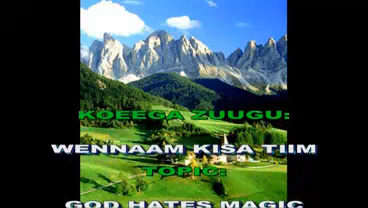 KOEEGA ZUUGU:
WENNAAM KISA TIIM
TOPIC:
GOD HATES MAGIC